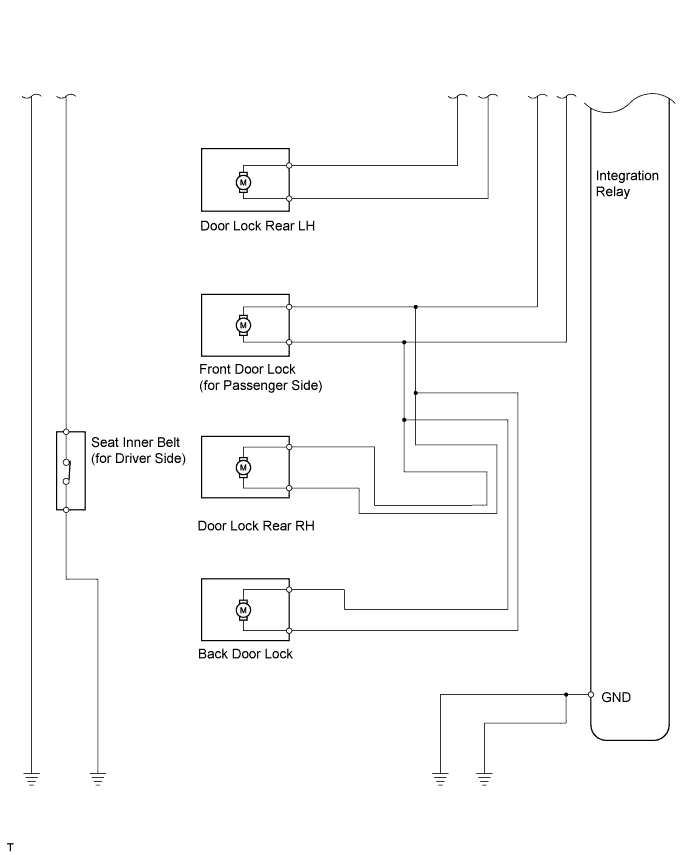 Integration
Relay
M
Door Lock Rear LH
M
Front Door Lock
(for Passenger Side)
Seat Inner Belt
(for Driver Side)
M
Door Lock Rear RH
M
Back Door Lock
GND
T